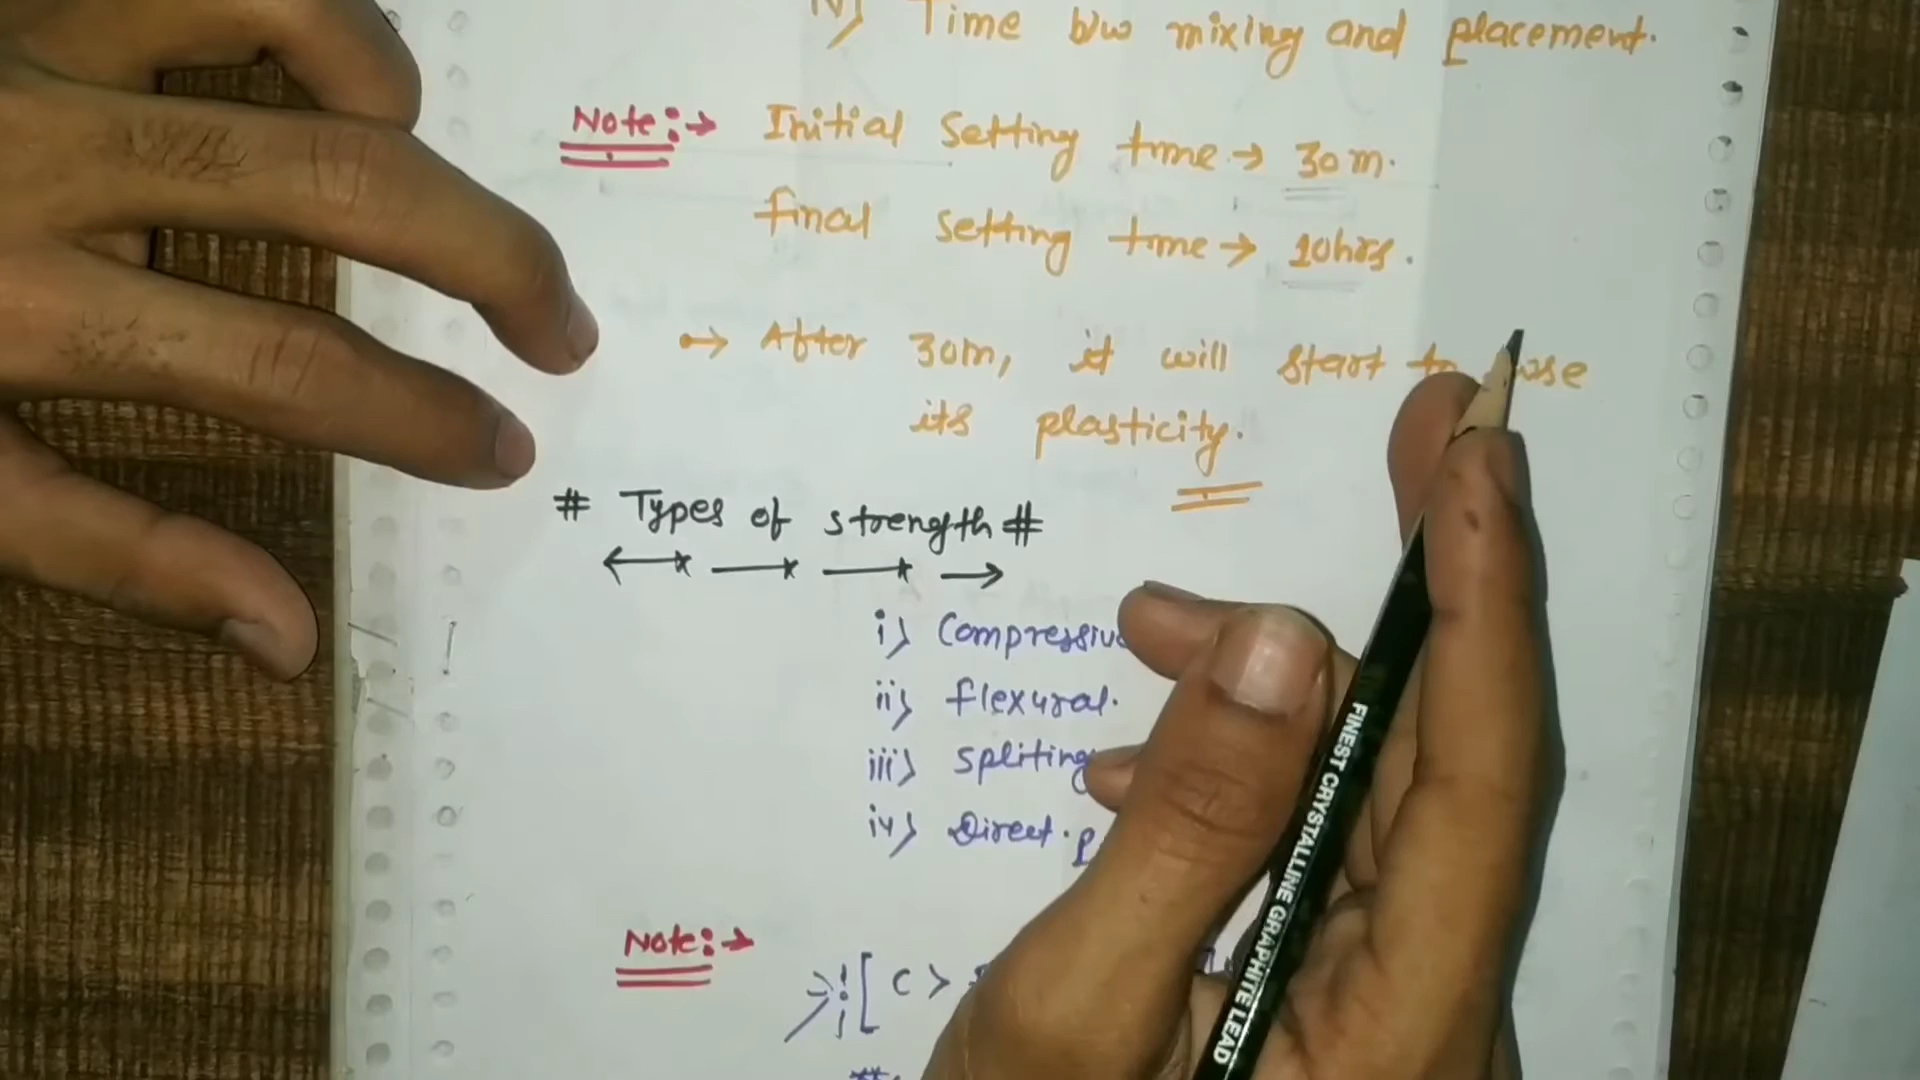 iv) Time b/w mixing and placement.
Note:→ Initial Setting time → 30m.
final setting time → 10hrs.
→ After 30m, it will start to
its plasticity.
# Types of strength #
i) Compressive
ii) flexural.
iii) spliting
iv) Direct.
Note:→
[ C >
FINEST CRYSTALLINE GRAPHITE LEAD